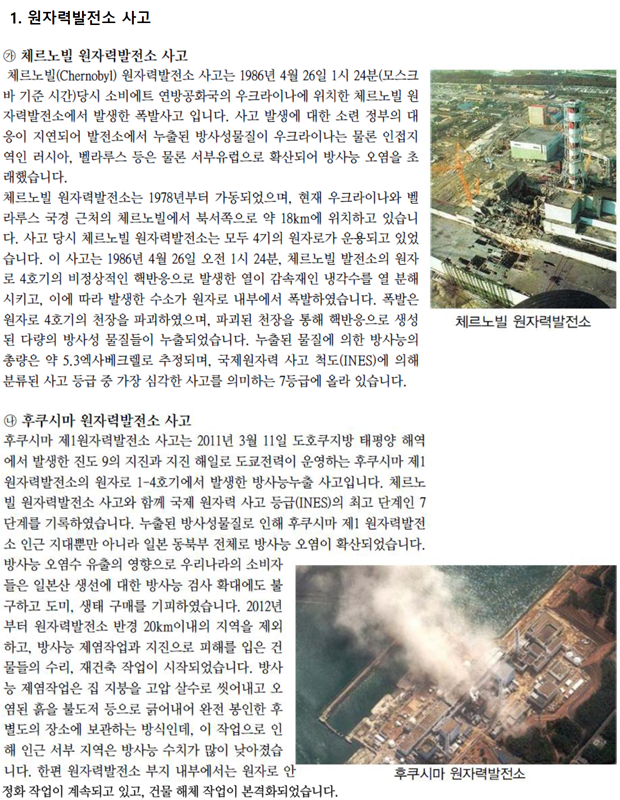 1. 원자력발전소 사고
㉮ 체르노빌 원자력발전소 사고
체르노빌(Chernobyl) 원자력발전소 사고는 1986년 4월 26일 1시 24분(모스크
바 기준 시간)당시 소비에트 연방공화국의 우크라이나에 위치한 체르노빌 원
자력발전소에서 발생한 폭발사고 입니다. 사고 발생에 대한 소련 정부의 대
응이 지연되어 발전소에서 누출된 방사성물질이 우크라이나는 물론 인접지
역인 러시아, 벨라루스 등은 물론 서부유럽으로 확산되어 방사능 오염을 초
래했습니다.
체르노빌 원자력발전소는 1978년부터 가동되었으며, 현재 우크라이나와 벨
라루스 국경 근처의 체르노빌에서 북서쪽으로 약 18km에 위치하고 있습니
다. 사고 당시 체르노빌 원자력발전소는 모두 4기의 원자로가 운용되고 있었
습니다. 이 사고는 1986년 4월 26일 오전 1시 24분, 체르노빌 발전소의 원자
로 4호기의 비정상적인 핵반응으로 발생한 열이 감속재인 냉각수를 열 분해
시키고, 이에 따라 발생한 수소가 원자로 내부에서 폭발하였습니다. 폭발은
원자로 4호기의 천장을 파괴하였으며, 파괴된 천장을 통해 핵반응으로 생성
된 다량의 방사성 물질들이 누출되었습니다. 누출된 물질에 의한 방사능의
총량은 약 5.3엑사베크렐로 추정되며, 국제원자력 사고 척도(INES)에 의해
분류된 사고 등급 중 가장 심각한 사고를 의미하는 7등급에 올라 있습니다.
체르노빌 원자력발전소
㉯ 후쿠시마 원자력발전소 사고
후쿠시마 제1원자력발전소 사고는 2011년 3월 11일 도호쿠지방 태평양 해역
에서 발생한 진도 9의 지진과 지진 해일로 도쿄전력이 운영하는 후쿠시마 제1
원자력발전소의 원자로 1-4호기에서 발생한 방사능누출 사고입니다. 체르노
빌 원자력발전소 사고와 함께 국제 원자력 사고 등급(INES)의 최고 단계인 7
단계를 기록하였습니다. 누출된 방사성물질로 인해 후쿠시마 제1 원자력발전
소 인근 지대뿐만 아니라 일본 동북부 전체로 방사능 오염이 확산되었습니다.
방사능 오염수 유출의 영향으로 우리나라의 소비자
들은 일본산 생선에 대한 방사능 검사 확대에도 불
구하고 도미, 생태 구매를 기피하였습니다. 2012년
부터 원자력발전소 반경 20km이내의 지역을 제외
하고, 방사능 제염작업과 지진으로 피해를 입은 건
물들의 수리, 재건축 작업이 시작되었습니다. 방사
능 제염작업은 집 지붕을 고압 살수로 씻어내고 오
염된 흙을 불도저 등으로 긁어내어 완전 봉인한 후
별도의 장소에 보관하는 방식인데, 이 작업으로 인
해 인근 서부 지역은 방사능 수치가 많이 낮아졌습
니다. 한편 원자력발전소 부지 내부에서는 원자로 안
정화 작업이 계속되고 있고, 건물 해체 작업이 본격화되었습니다.
후쿠시마 원자력발전소